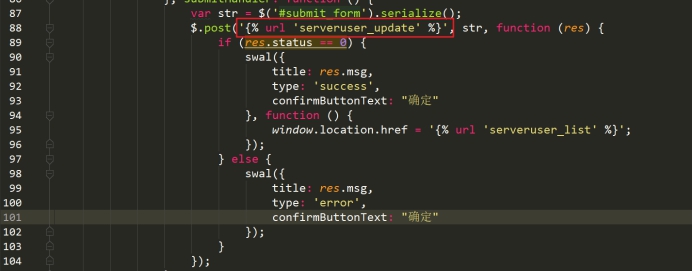 87 var str = $('#submit_form').serialize();
88 $.post('{% url 'serveruser_update' %}', str, function (res) {
89 if (res.status == 0) {
90 swal({
91 title: res.msg,
92 type: 'success',
93 confirmButtonText: "确定"
94 }, function () {
95 window.location.href = '{% url 'serveruser_list' %}';
96 });
97 } else {
98 swal({
99 title: res.msg,
100 type: 'error',
101 confirmButtonText: "确定"
102 });
103 }
104 });